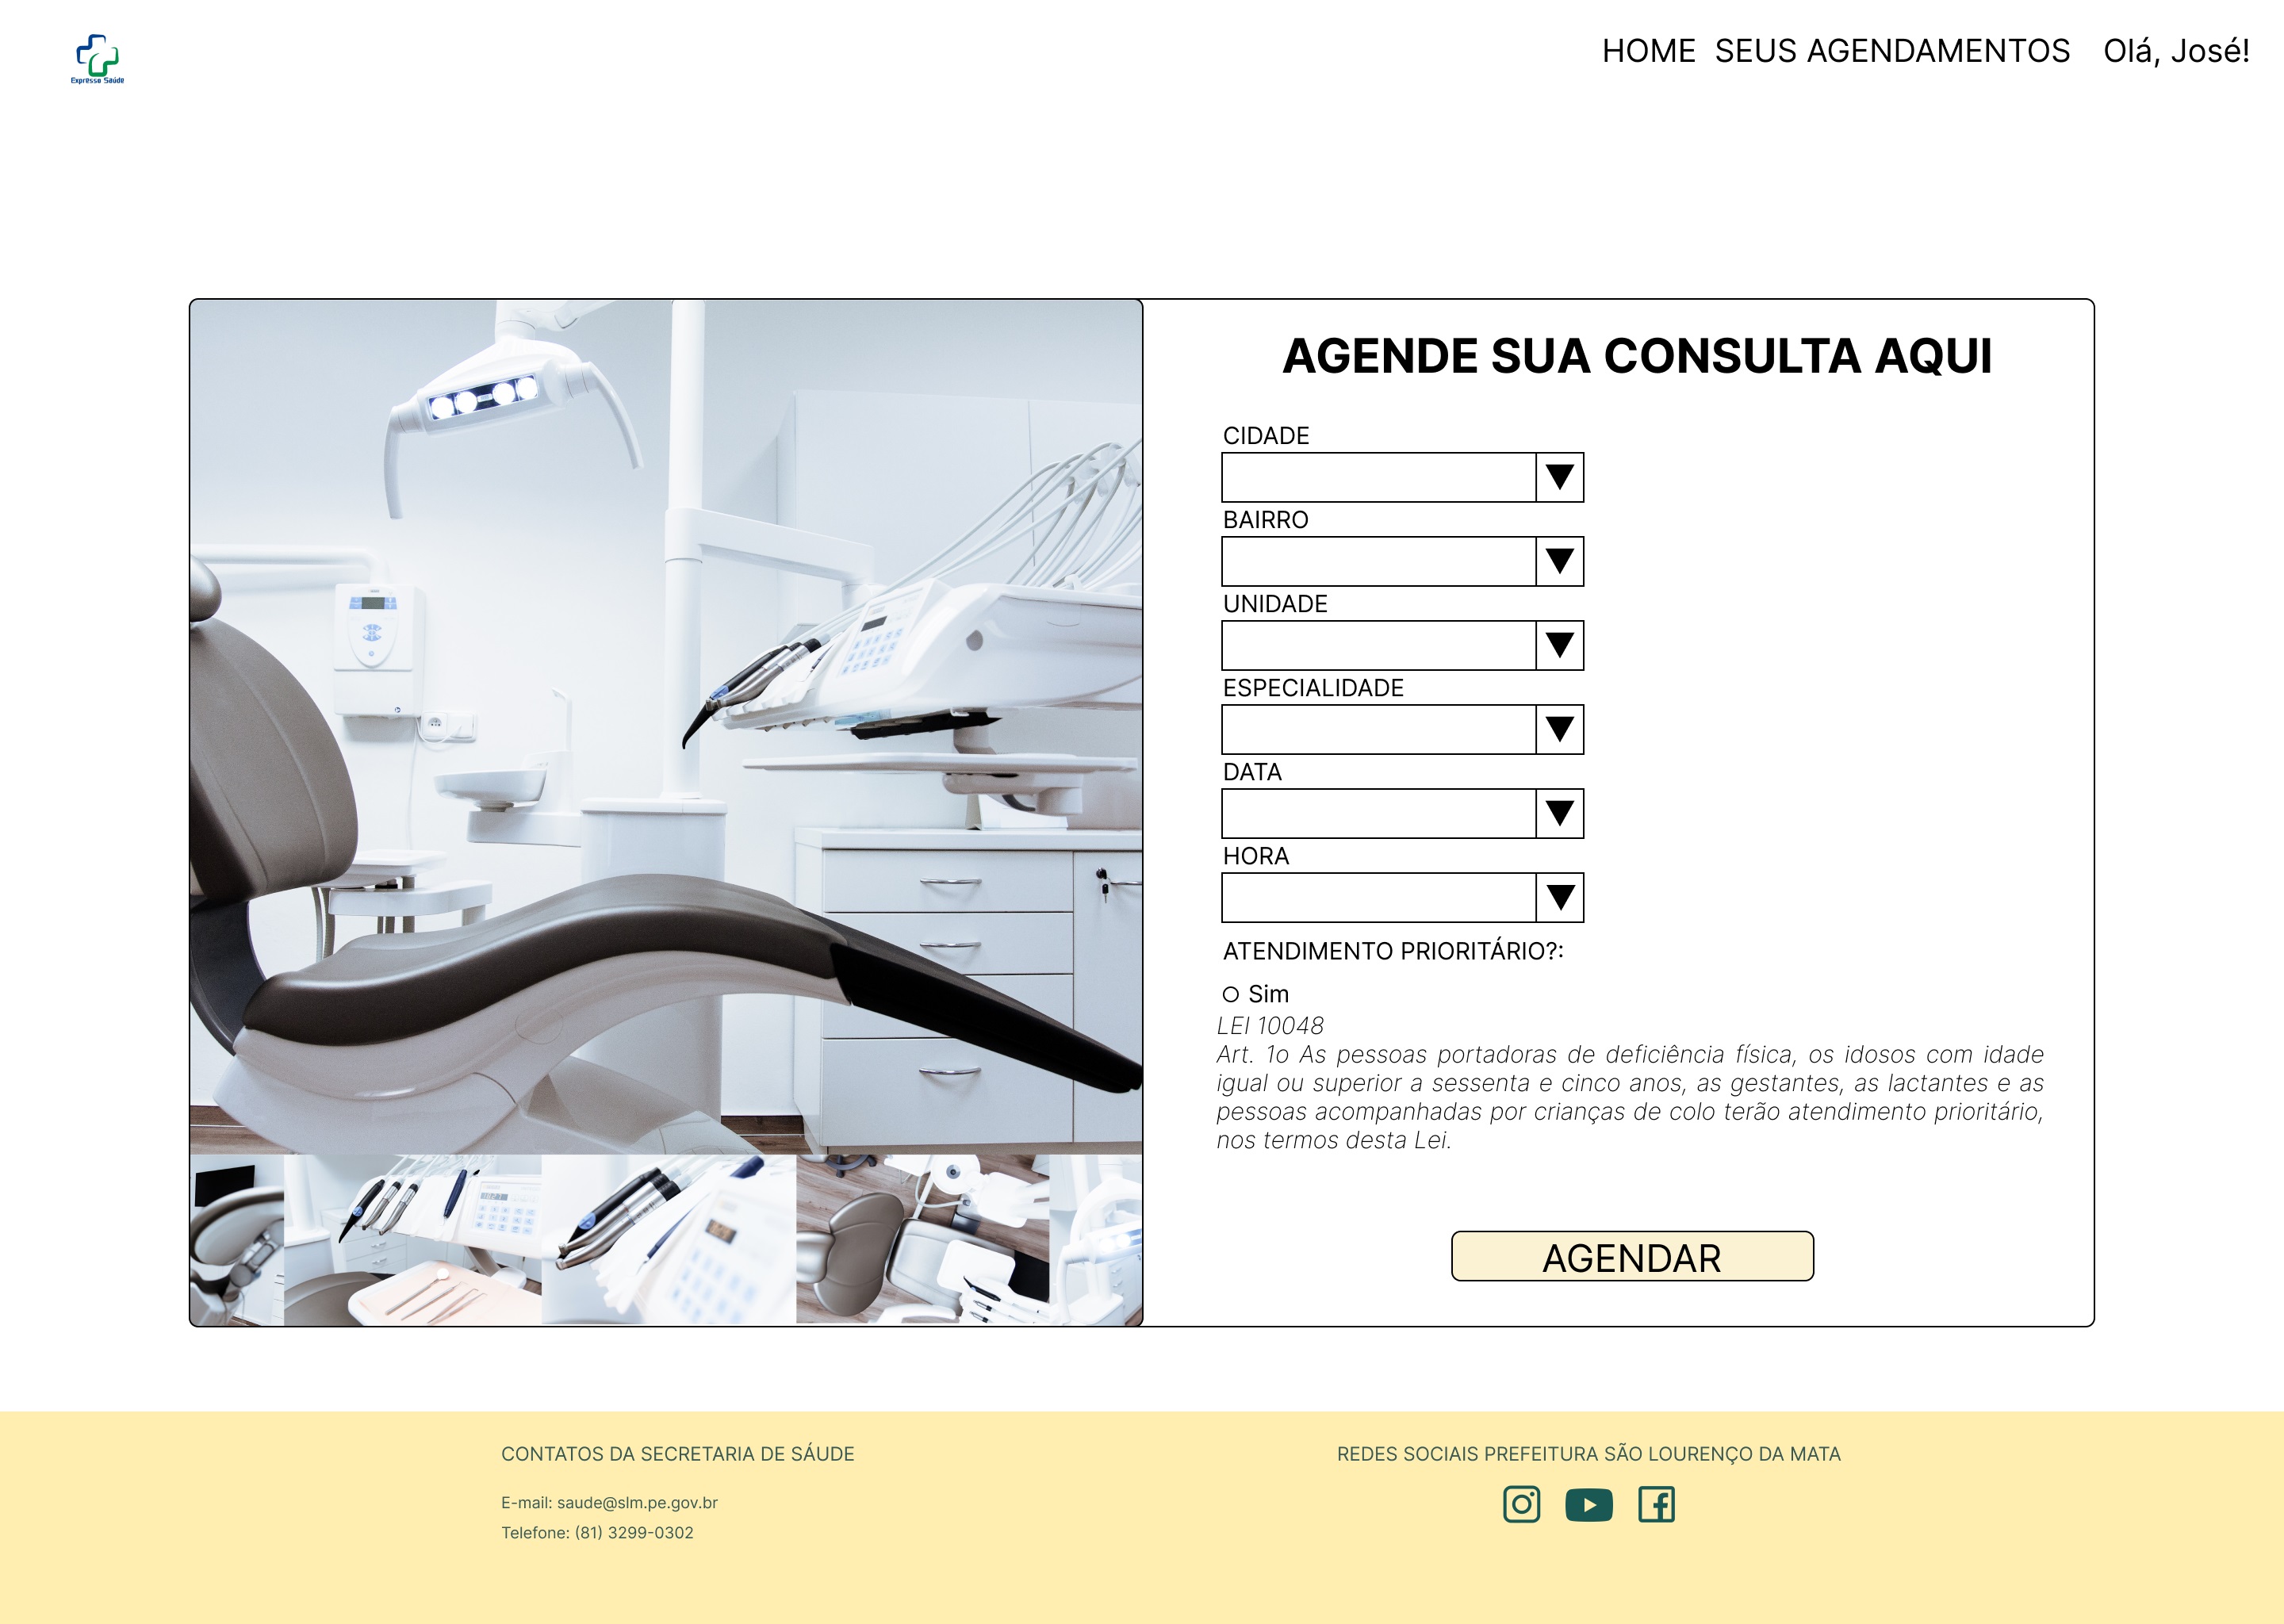 Expresso Saúde
HOME SEUS AGENDAMENTOS Olá, José!
AGENDE SUA CONSULTA AQUI
CIDADE
BAIRRO
UNIDADE
ESPECIALIDADE
DATA
HORA
ATENDIMENTO PRIORITÁRIO?:
Sim
LEI 10048
Art. 1o As pessoas portadoras de deficiência física, os idosos com idade
igual ou superior a sessenta e cinco anos, as gestantes, as lactantes e as
pessoas acompanhadas por crianças de colo terão atendimento prioritário,
nos termos desta Lei.
AGENDAR
CONTATOS DA SECRETARIA DE SÁUDE
E-mail: saude@slm.pe.gov.br
Telefone: (81) 3299-0302
REDES SOCIAIS PREFEITURA SÃO LOURENÇO DA MATA